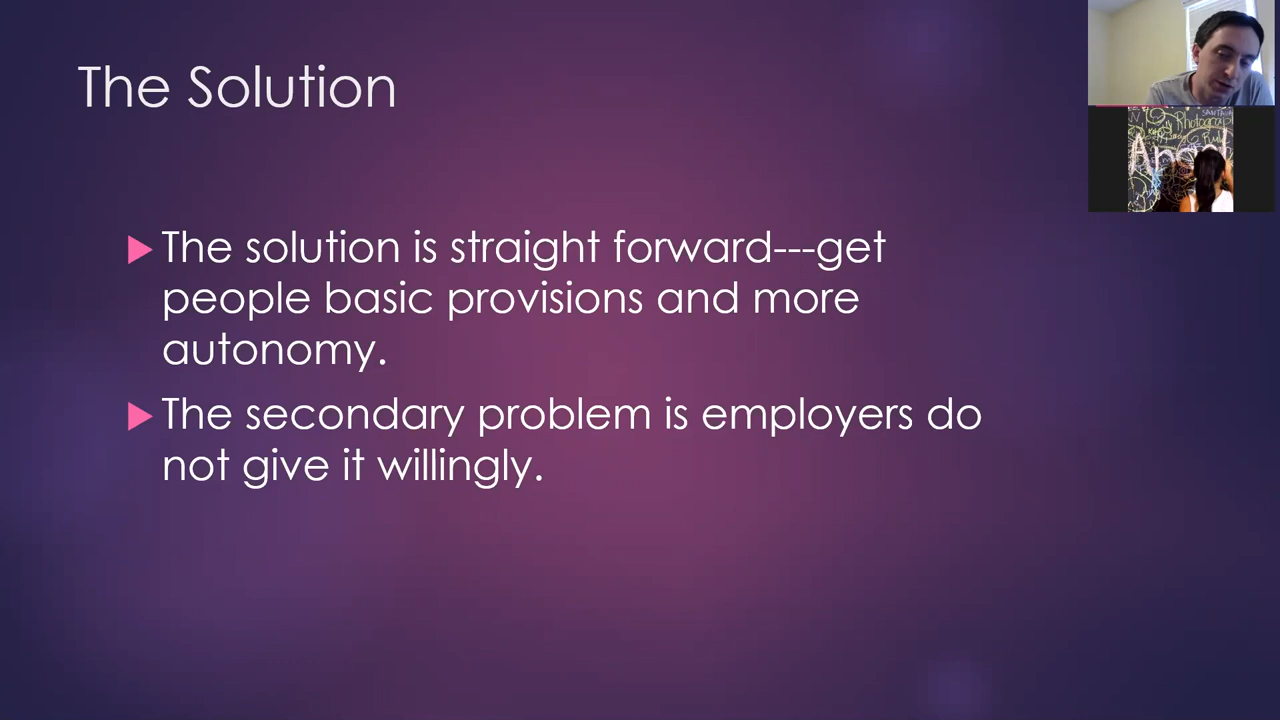 The Solution
The solution is straight forward---get
people basic provisions and more
autonomy.
The secondary problem is employers do
not give it willingly.
Photograph